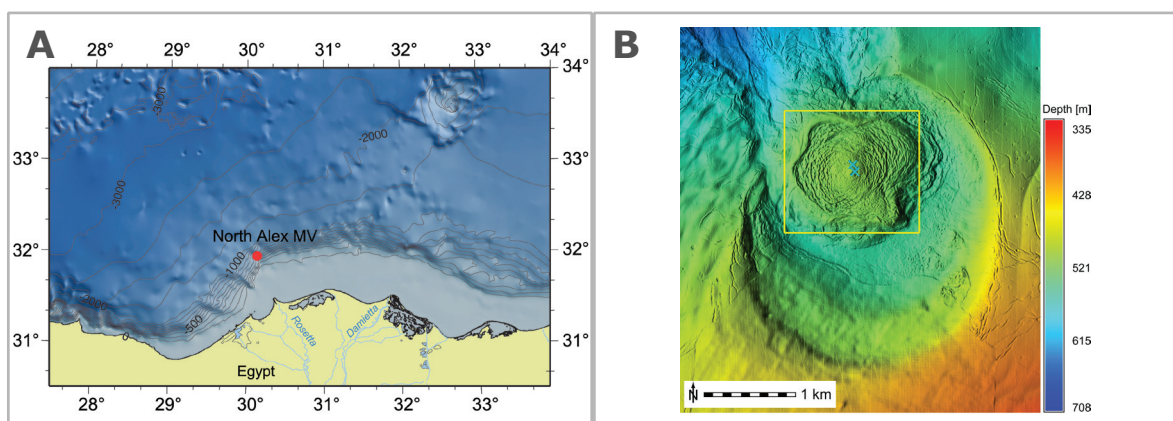 A
28° 29° 30° 31° 32° 33° 34°
34°
-3000
-2000
33° 33°
-3000
North Alex MV
32° 32°
-1000
-2000
-500
0
Rosetta
Damietta
31° 31°
Egypt
28° 29° 30° 31° 32° 33°
B
Depth [m]
335
428
521
615
708
N
1 km